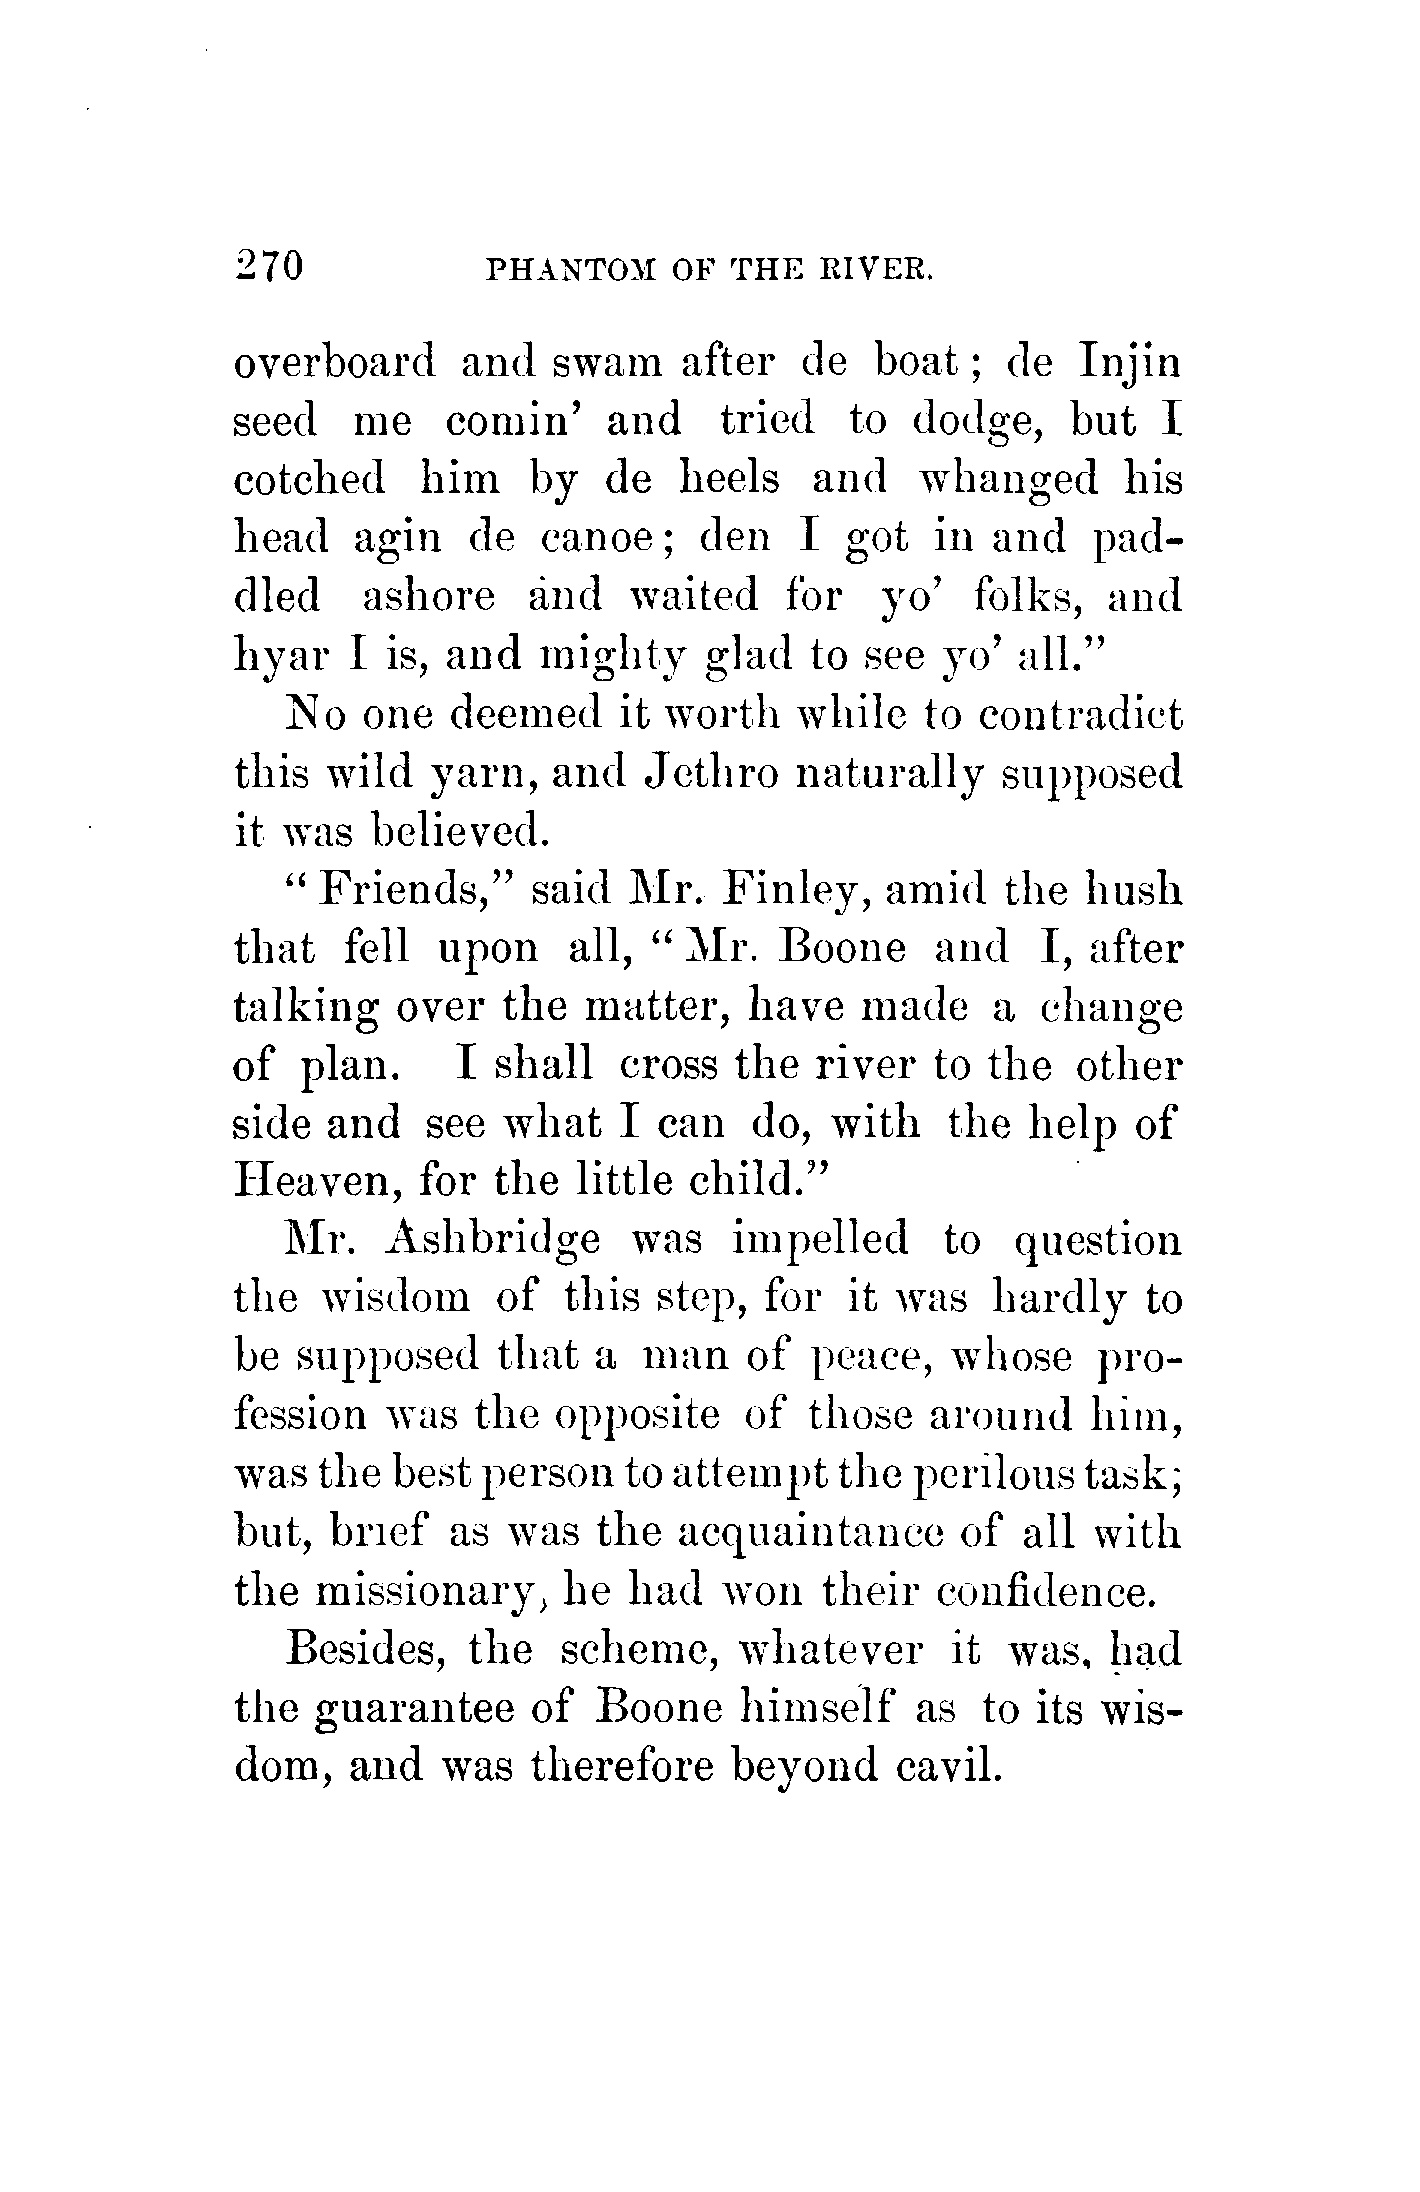 270 PHANTOM OF THE RIVER.
overboard and swam after de boat; de Injin
seed me comin' and tried to dodge, but I
cotched him by de heels and whanged his
head agin de canoe; den I got in and pad-
dled ashore and waited for yo' folks, and
hyar I is, and mighty glad to see yo' all."
No one deemed it worth while to contradict
this wild yarn, and Jethro naturally supposed
it was believed.
"Friends," said Mr. Finley, amid the hush
that fell upon all, "Mr. Boone and I, after
talking over the matter, have made a change
of plan. I shall cross the river to the other
side and see what I can do, with the help of
Heaven, for the little child."
Mr. Ashbridge was impelled to question
the wisdom of this step, for it was hardly to
be supposed that a man of peace, whose pro-
fession was the opposite of those around him,
was the best person to attempt the perilous task;
but, brief as was the acquaintance of all with
the missionary, he had won their confidence.
Besides, the scheme, whatever it was, had
the guarantee of Boone himself as to its wis-
dom, and was therefore beyond cavil.